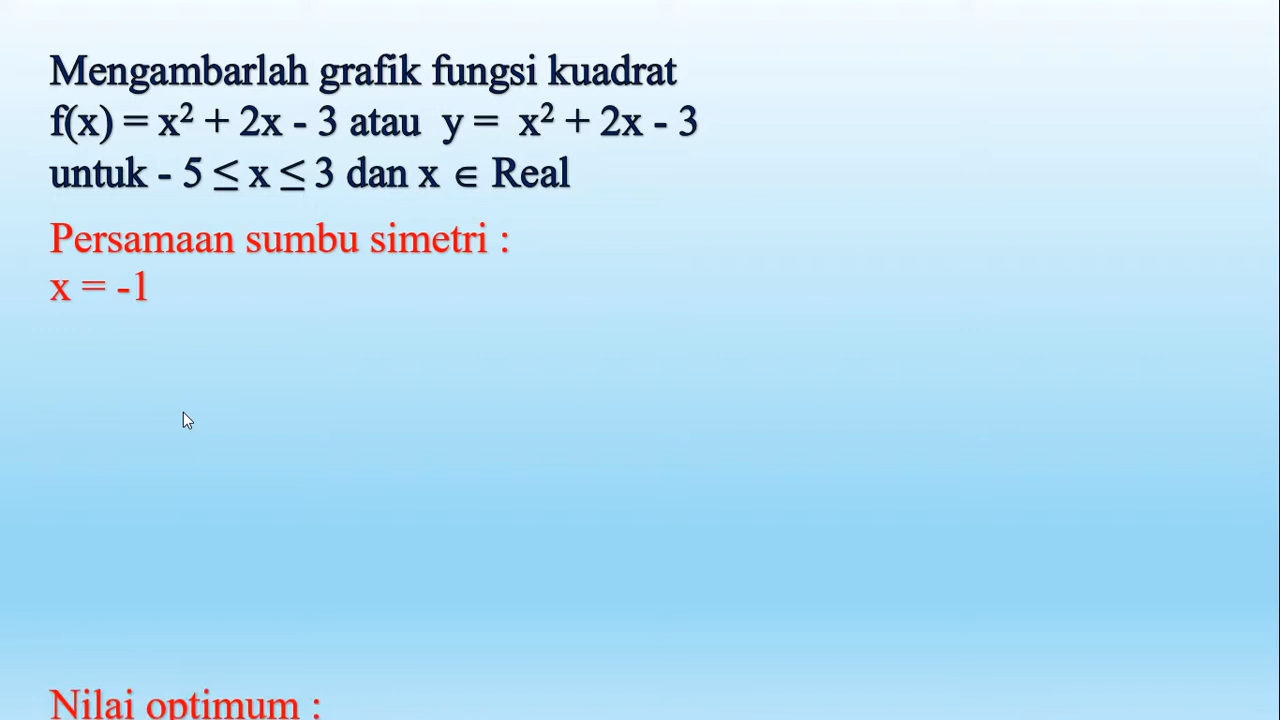 Mengambarlah grafik fungsi kuadrat
f(x) = x² + 2x - 3 atau y = x² + 2x - 3
untuk - 5 ≤ x ≤ 3 dan x ∈ Real
Persamaan sumbu simetri :
x = -1
Nilai optimum :